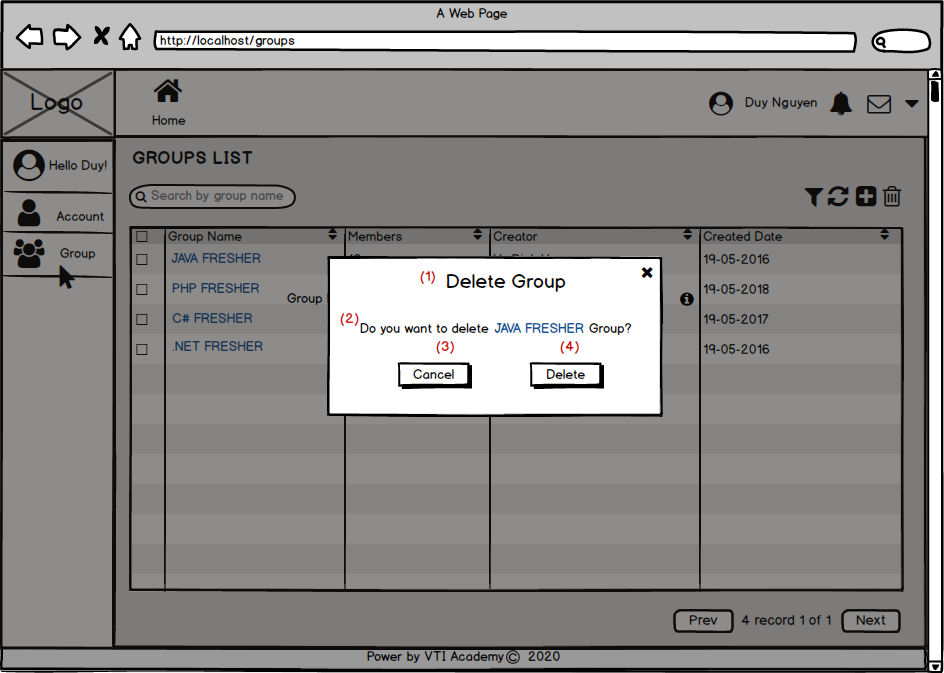 A Web Page
http://localhost/groups
Logo
Home
Duy Nguyen
Hello Duy!
Account
Group
GROUPS LIST
Search by group name
Group Name Members Creator Created Date
JAVA FRESHER 19-05-2016
PHP FRESHER 19-05-2018
Group
C# FRESHER 19-05-2017
.NET FRESHER 19-05-2016
(1) Delete Group
(2) Do you want to delete JAVA FRESHER Group?
(3) (4)
Cancel Delete
Prev 4 record 1 of 1 Next
Power by VTI Academy© 2020